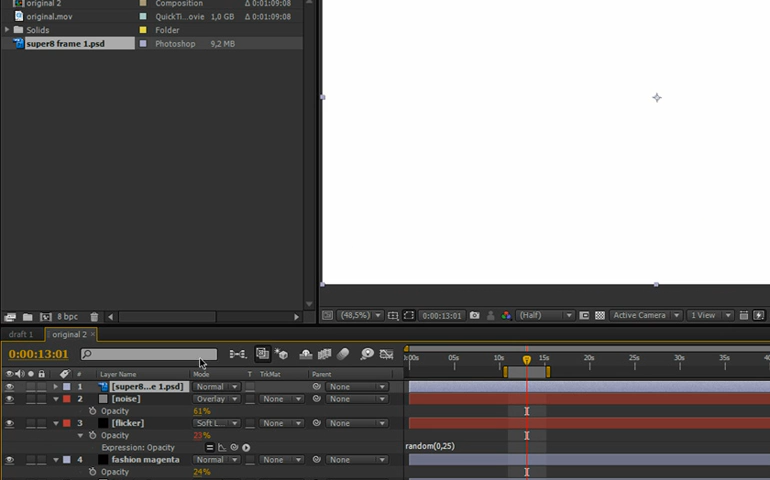 original 2 Composition Δ 0:01:09:08
original.mov QuickTi...ovie 1,0 GB Δ 0:01:09:08
Solids Folder
super8 frame 1.psd Photoshop 9,2 MB
8 bpc (48,5%) 0:00:13:01 (Half) Active Camera 1 View
draft 1 original 2
0:00:13:01 :00s 05s 10s 15s 20s 25s 30s 35s
# Layer Name Mode T TrkMat Parent
1 [super8...e 1.psd] Normal None
2 [noise] Overlay None None
Opacity 61%
3 [flicker] Soft L... None None
Opacity 23%
Expression: Opacity random(0,25)
4 fashion magenta Normal None None
Opacity 24%